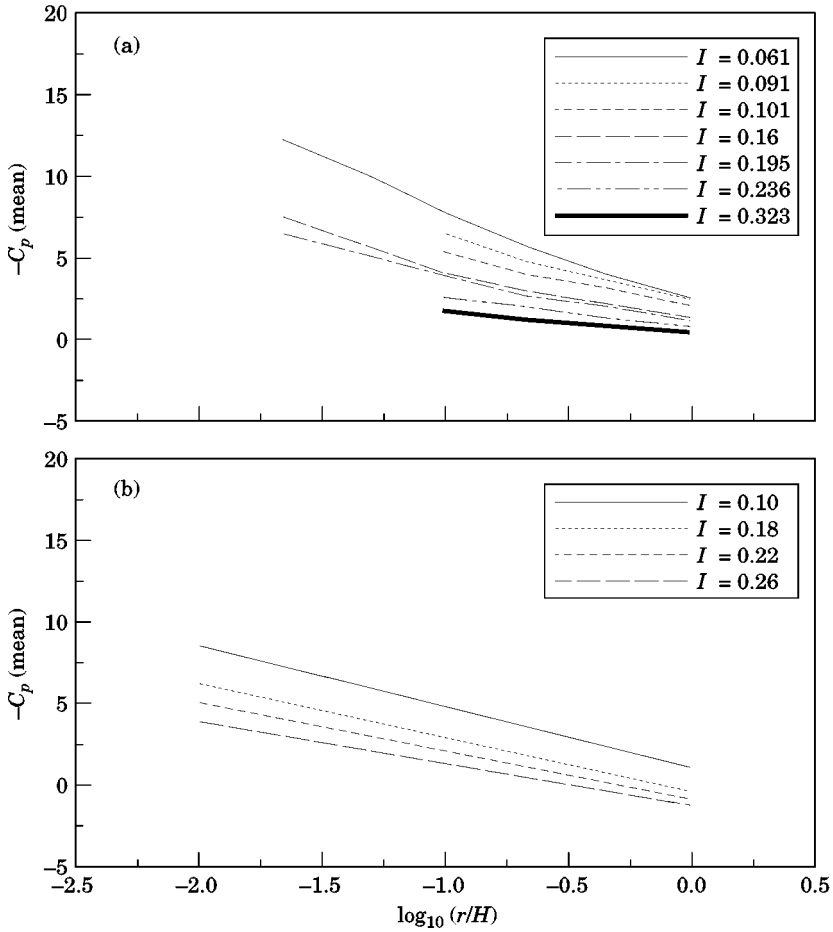 20
15
10
5
0
–5
–Cp (mean)
(a)
I = 0.061
I = 0.091
I = 0.101
I = 0.16
I = 0.195
I = 0.236
I = 0.323
20
15
10
5
0
–5
–Cp (mean)
(b)
I = 0.10
I = 0.18
I = 0.22
I = 0.26
–2.5 –2.0 –1.5 –1.0 –0.5 0.0 0.5
log10 (r/H)